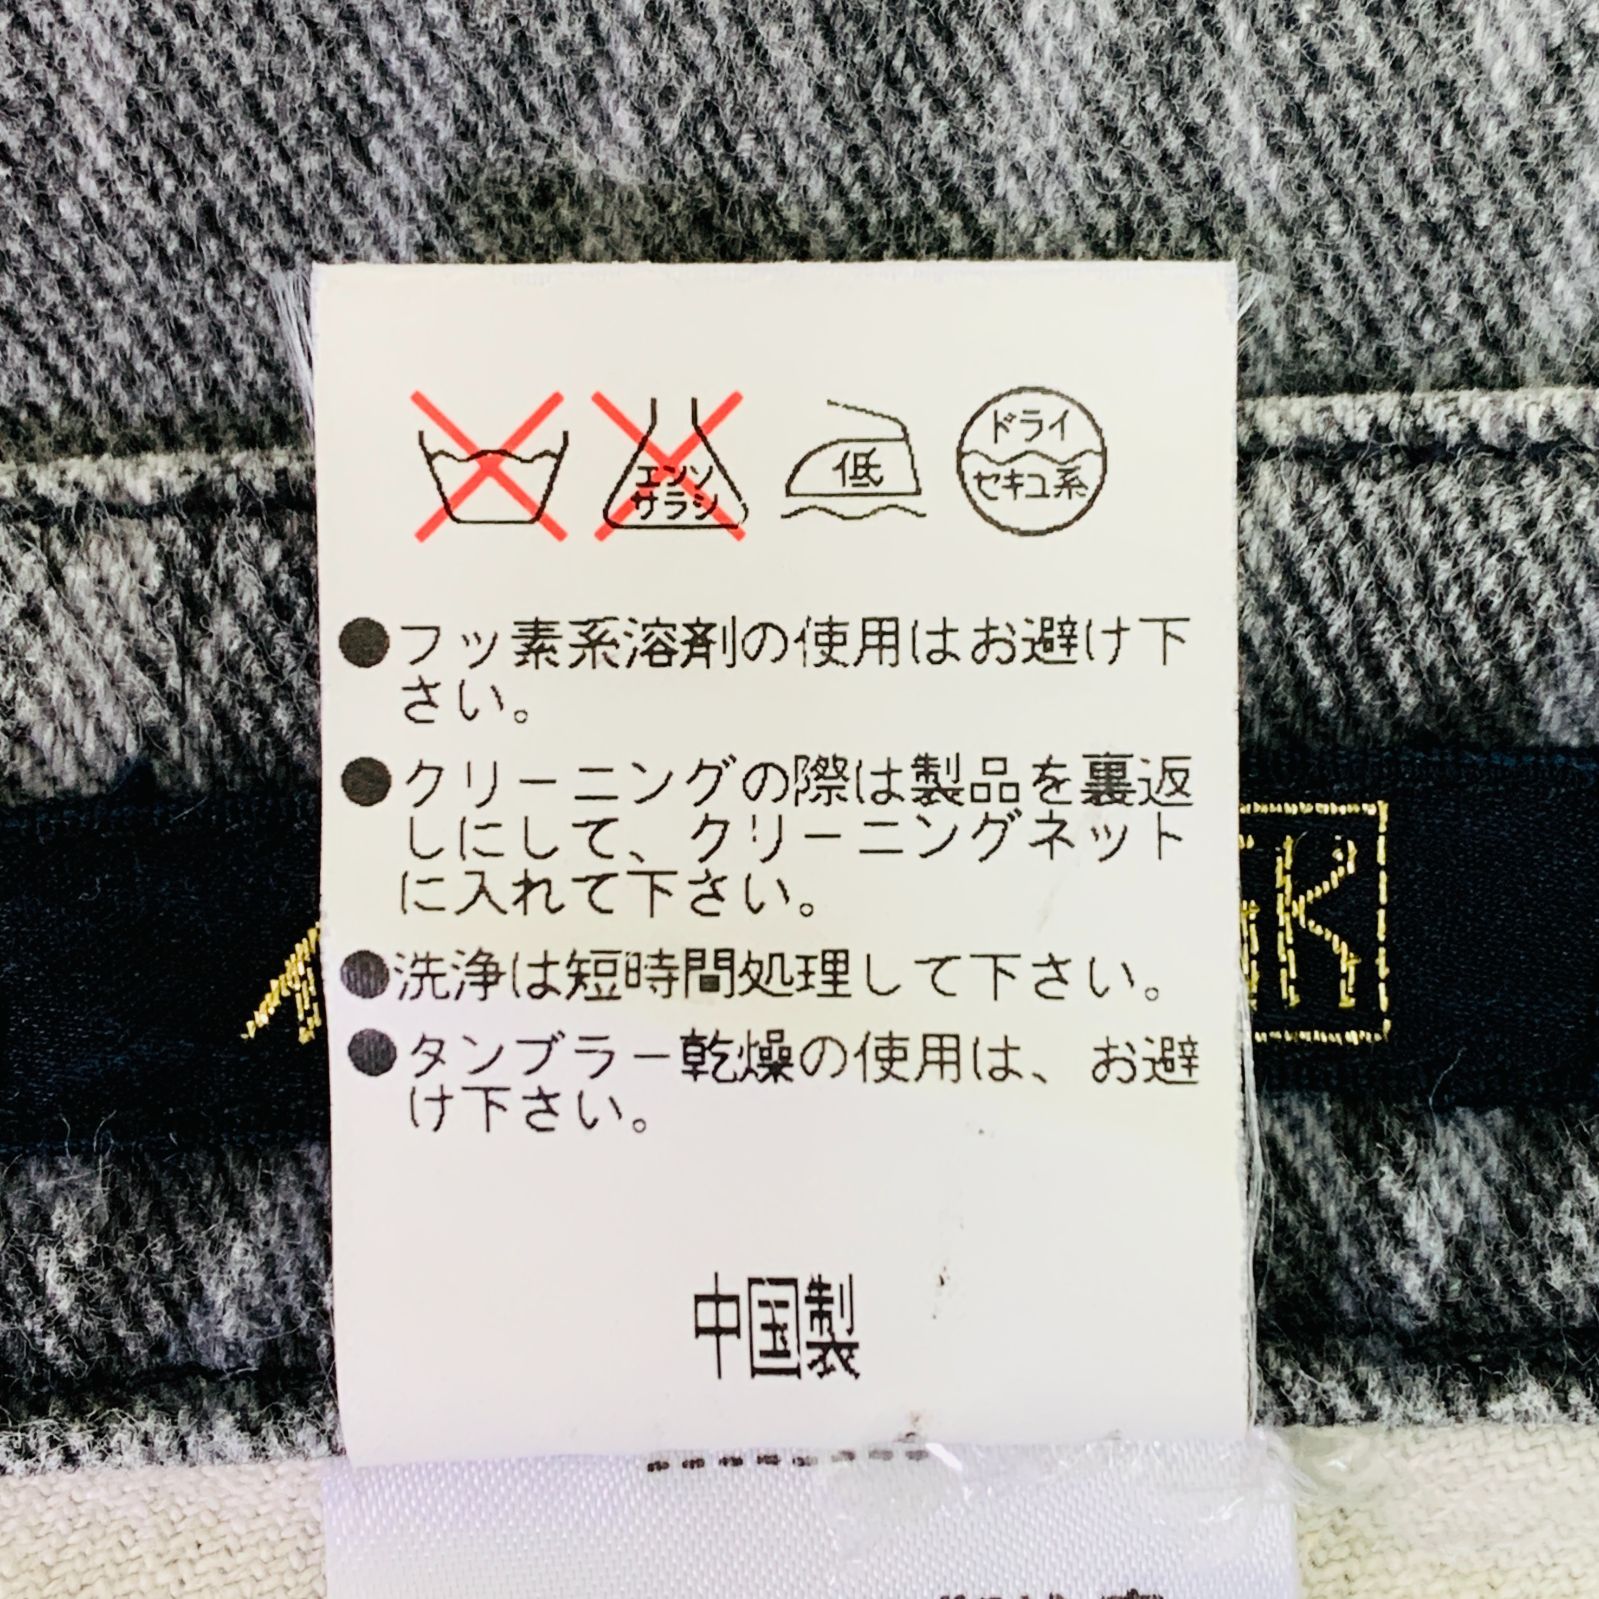 エンソ
サラシ
低
ドライ
セキユ系
●フッ素系溶剤の使用はお避け下
さい。
●クリーニングの際は製品を裏返
しにして、クリーニングネット
に入れて下さい。
●洗浄は短時間処理して下さい。
●タンブラー乾燥の使用は、お避
け下さい。
中国製